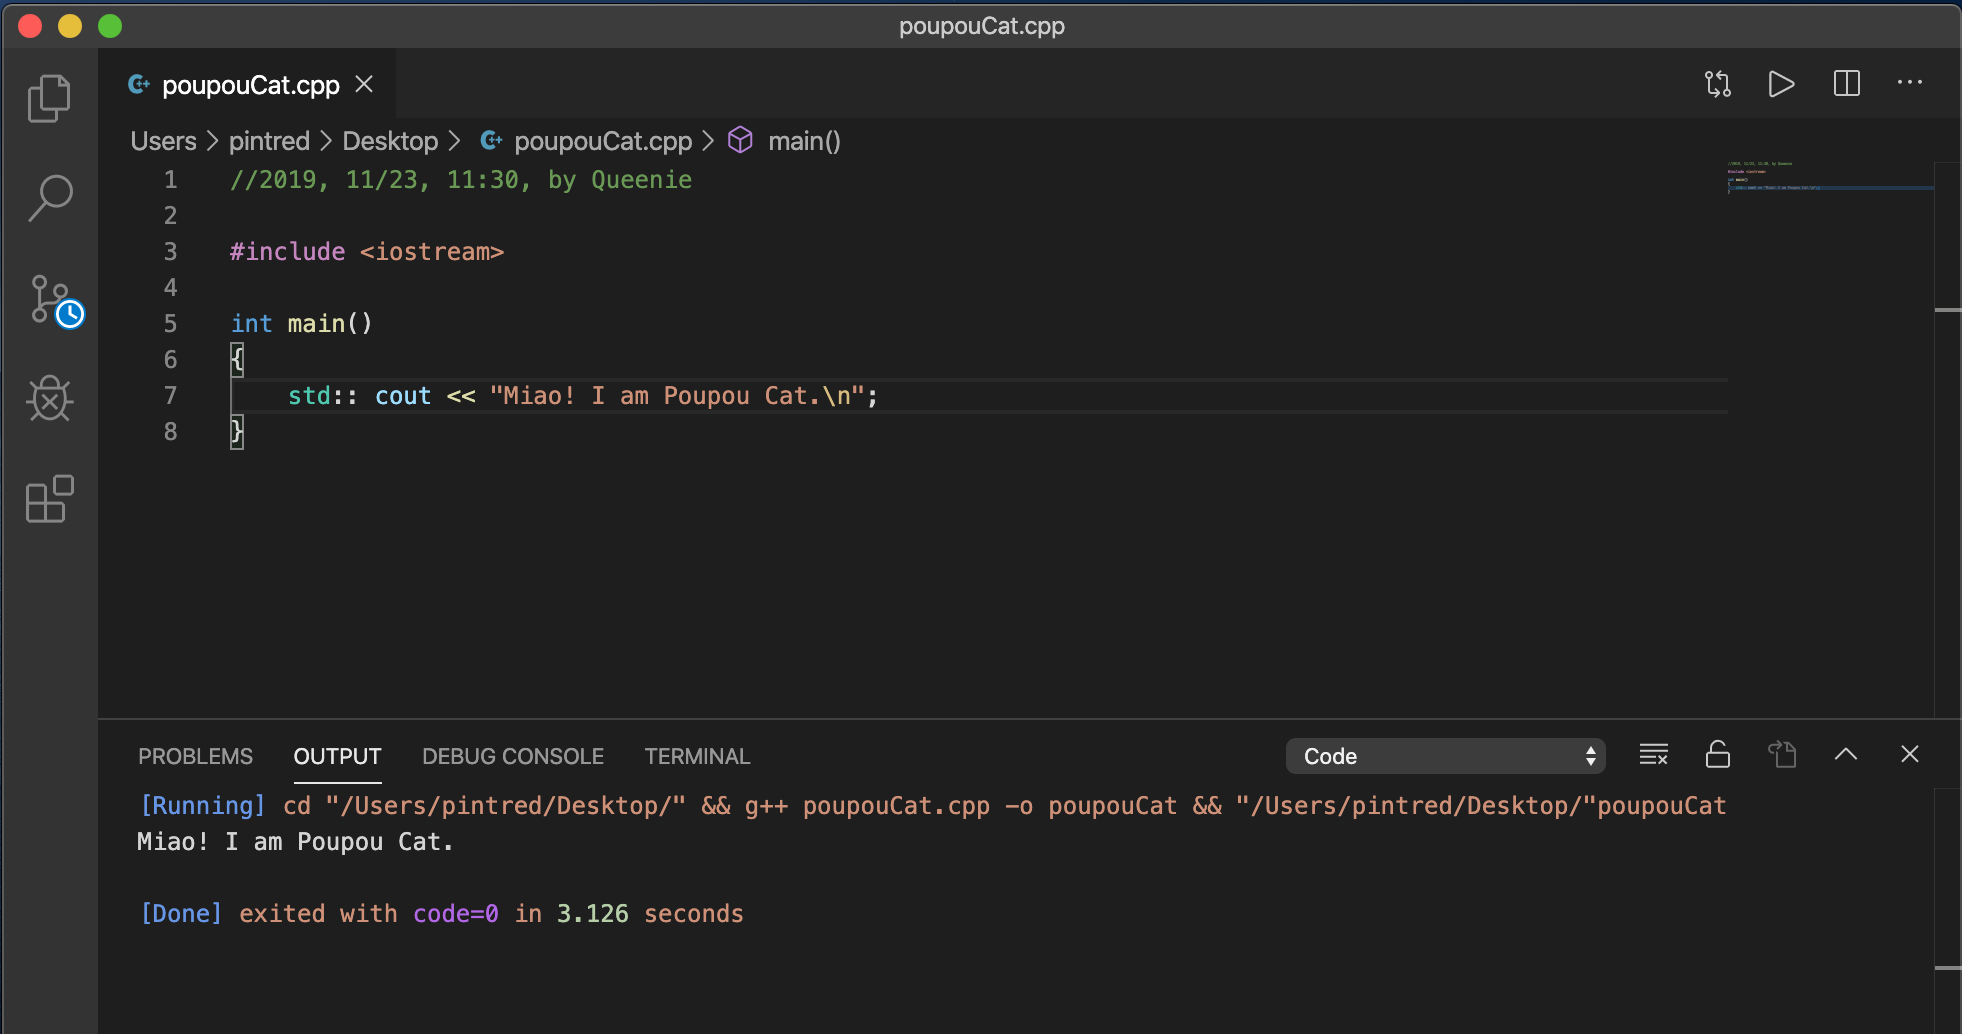 poupouCat.cpp
poupouCat.cpp
Users > pintred > Desktop > poupouCat.cpp > main()
1 //2019, 11/23, 11:30, by Queenie
2
3 #include <iostream>
4
5 int main()
6 {
7 std:: cout << "Miao! I am Poupou Cat.\n";
8 }
PROBLEMS OUTPUT DEBUG CONSOLE TERMINAL Code
[Running] cd "/Users/pintred/Desktop/" && g++ poupouCat.cpp -o poupouCat && "/Users/pintred/Desktop/"poupouCat
Miao! I am Poupou Cat.
[Done] exited with code=0 in 3.126 seconds